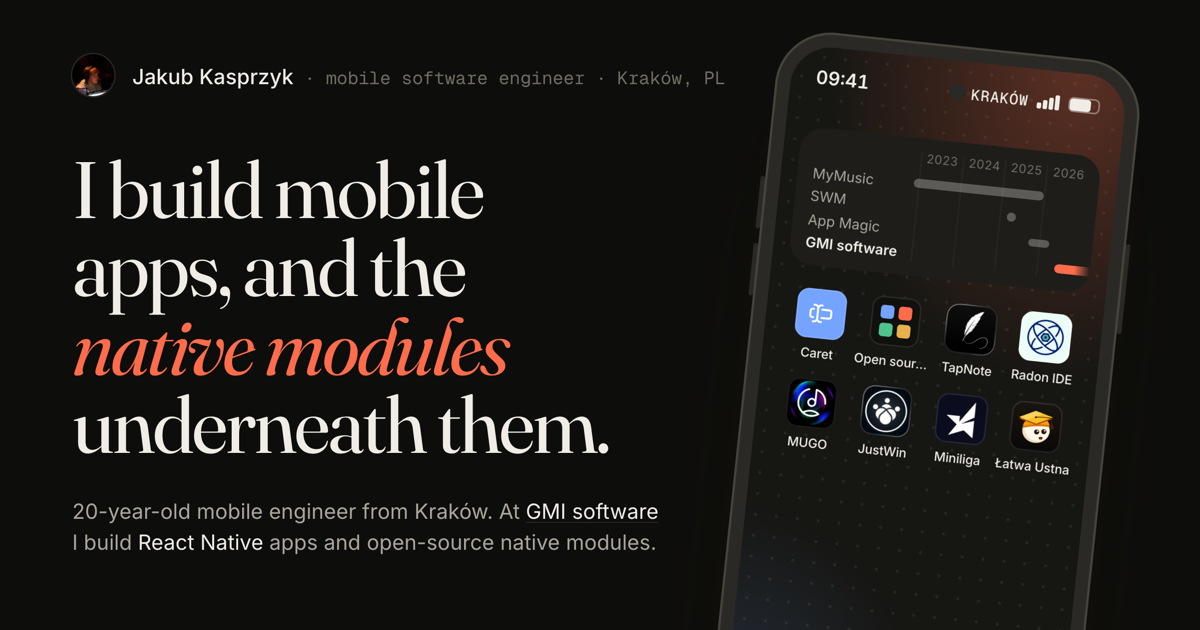 Jakub Kasprzyk · mobile software engineer · Kraków, PL
I build mobile
apps, and the
native modules
underneath them.
20-year-old mobile engineer from Kraków. At GMI software
I build React Native apps and open-source native modules.
09:41 KRAKÓW
2023 2024 2025 2026
MyMusic
SWM
App Magic
GMI software
Caret Open sour... TapNote Radon IDE
MUGO JustWin Miniliga Łatwa Ustna